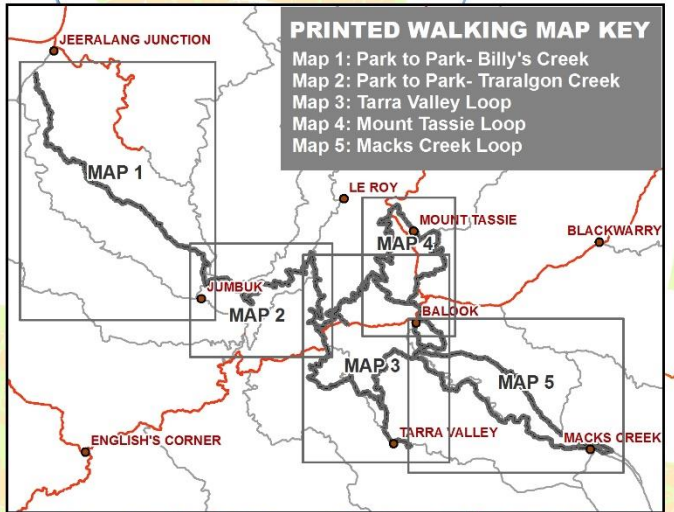 PRINTED WALKING MAP KEY
Map 1: Park to Park- Billy's Creek
Map 2: Park to Park- Traralgon Creek
Map 3: Tarra Valley Loop
Map 4: Mount Tassie Loop
Map 5: Macks Creek Loop
JEERALANG JUNCTION
MAP 1
LE ROY
MOUNT TASSIE
BLACKWARRY
MAP 4
JUMBUK
MAP 2
BALOOK
MAP 3
MAP 5
TARRA VALLEY
ENGLISH'S CORNER
MACKS CREEK